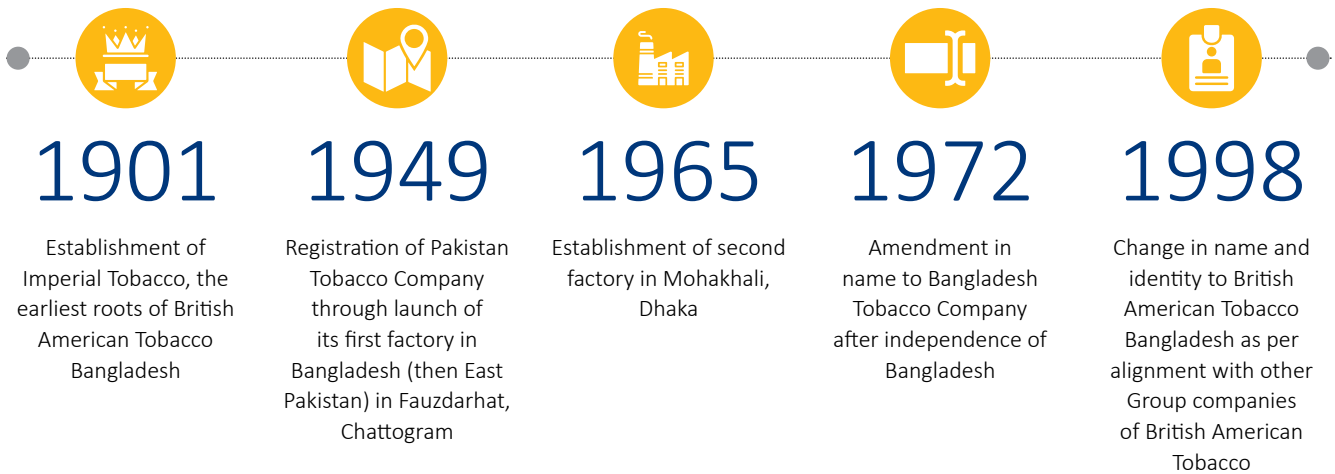 1901
Establishment of
Imperial Tobacco, the
earliest roots of British
American Tobacco
Bangladesh
1949
Registration of Pakistan
Tobacco Company
through launch of
its first factory in
Bangladesh (then East
Pakistan) in Fauzdarhat,
Chattogram
1965
Establishment of second
factory in Mohakhali,
Dhaka
1972
Amendment in
name to Bangladesh
Tobacco Company
after independence of
Bangladesh
1998
Change in name and
identity to British
American Tobacco
Bangladesh as per
alignment with other
Group companies
of British American
Tobacco